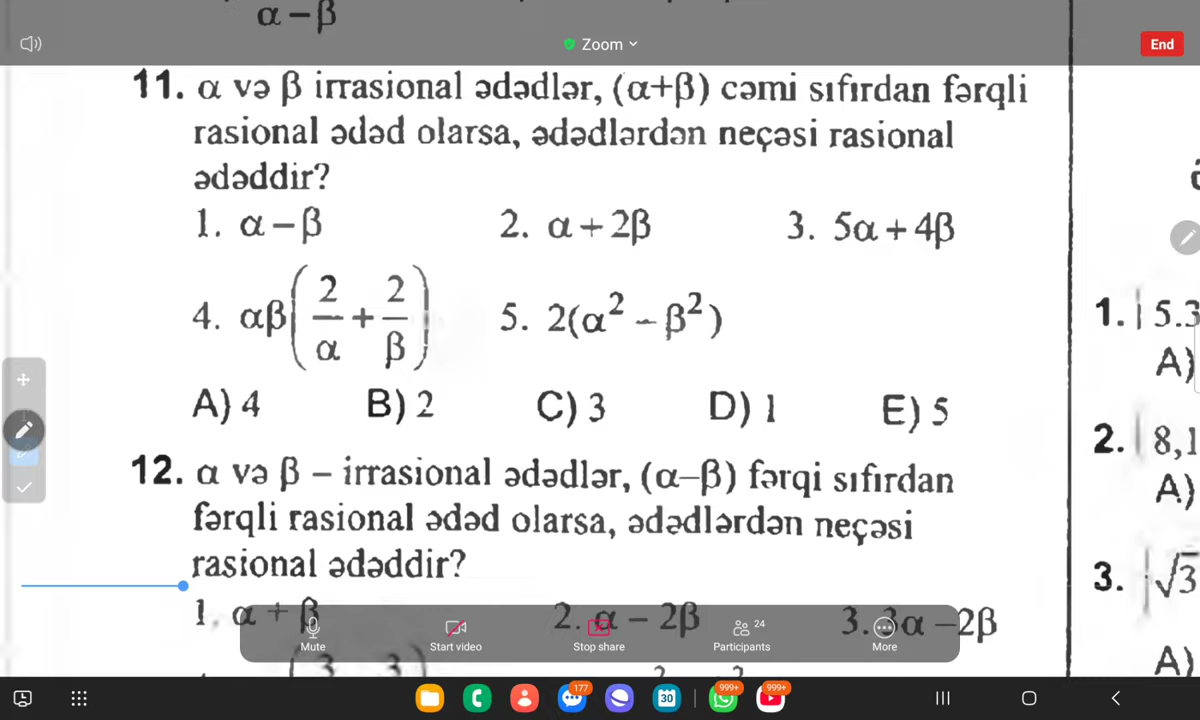 α – β
Zoom
End
11. α və β irrasional ədədlər, (α+β) cəmi sıfırdan fərqli
rasional ədəd olarsa, ədədlərdən neçəsi rasional
ədəddir?
1. α – β 2. α + 2β 3. 5α + 4β
4. αβ(2/α + 2/β) 5. 2(α² – β²)
A) 4 B) 2 C) 3 D) 1 E) 5
12. α və β – irrasional ədədlər, (α–β) fərqi sıfırdan
fərqli rasional ədəd olarsa, ədədlərdən neçəsi
rasional ədəddir?
1. α + β 2. α – 2β 3. 3α – 2β
1. 5.3
A)
2. 8,1
A)
3. √3
A)
24
Mute Start video Stop share Participants More
177 30 999+ 999+